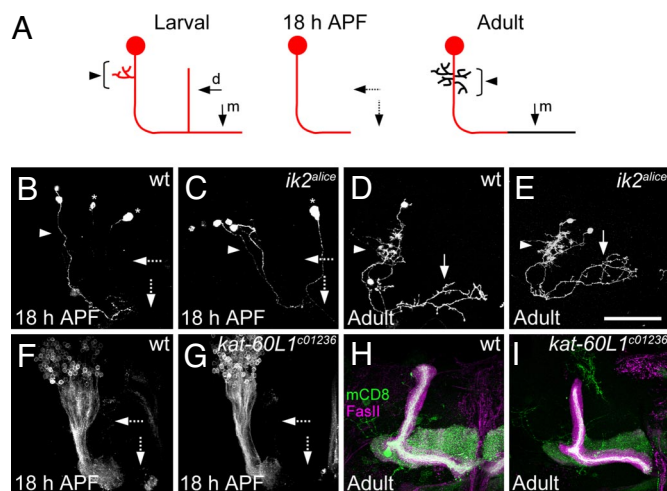 A
Larval
18 h APF
Adult
d
m
m
B
wt
18 h APF
*
*
C
ik2alice
18 h APF
*
D
wt
Adult
E
ik2alice
Adult
F
wt
18 h APF
G
kat-60L1c01236
18 h APF
H
wt
mCD8
FasII
Adult
I
kat-60L1c01236
Adult